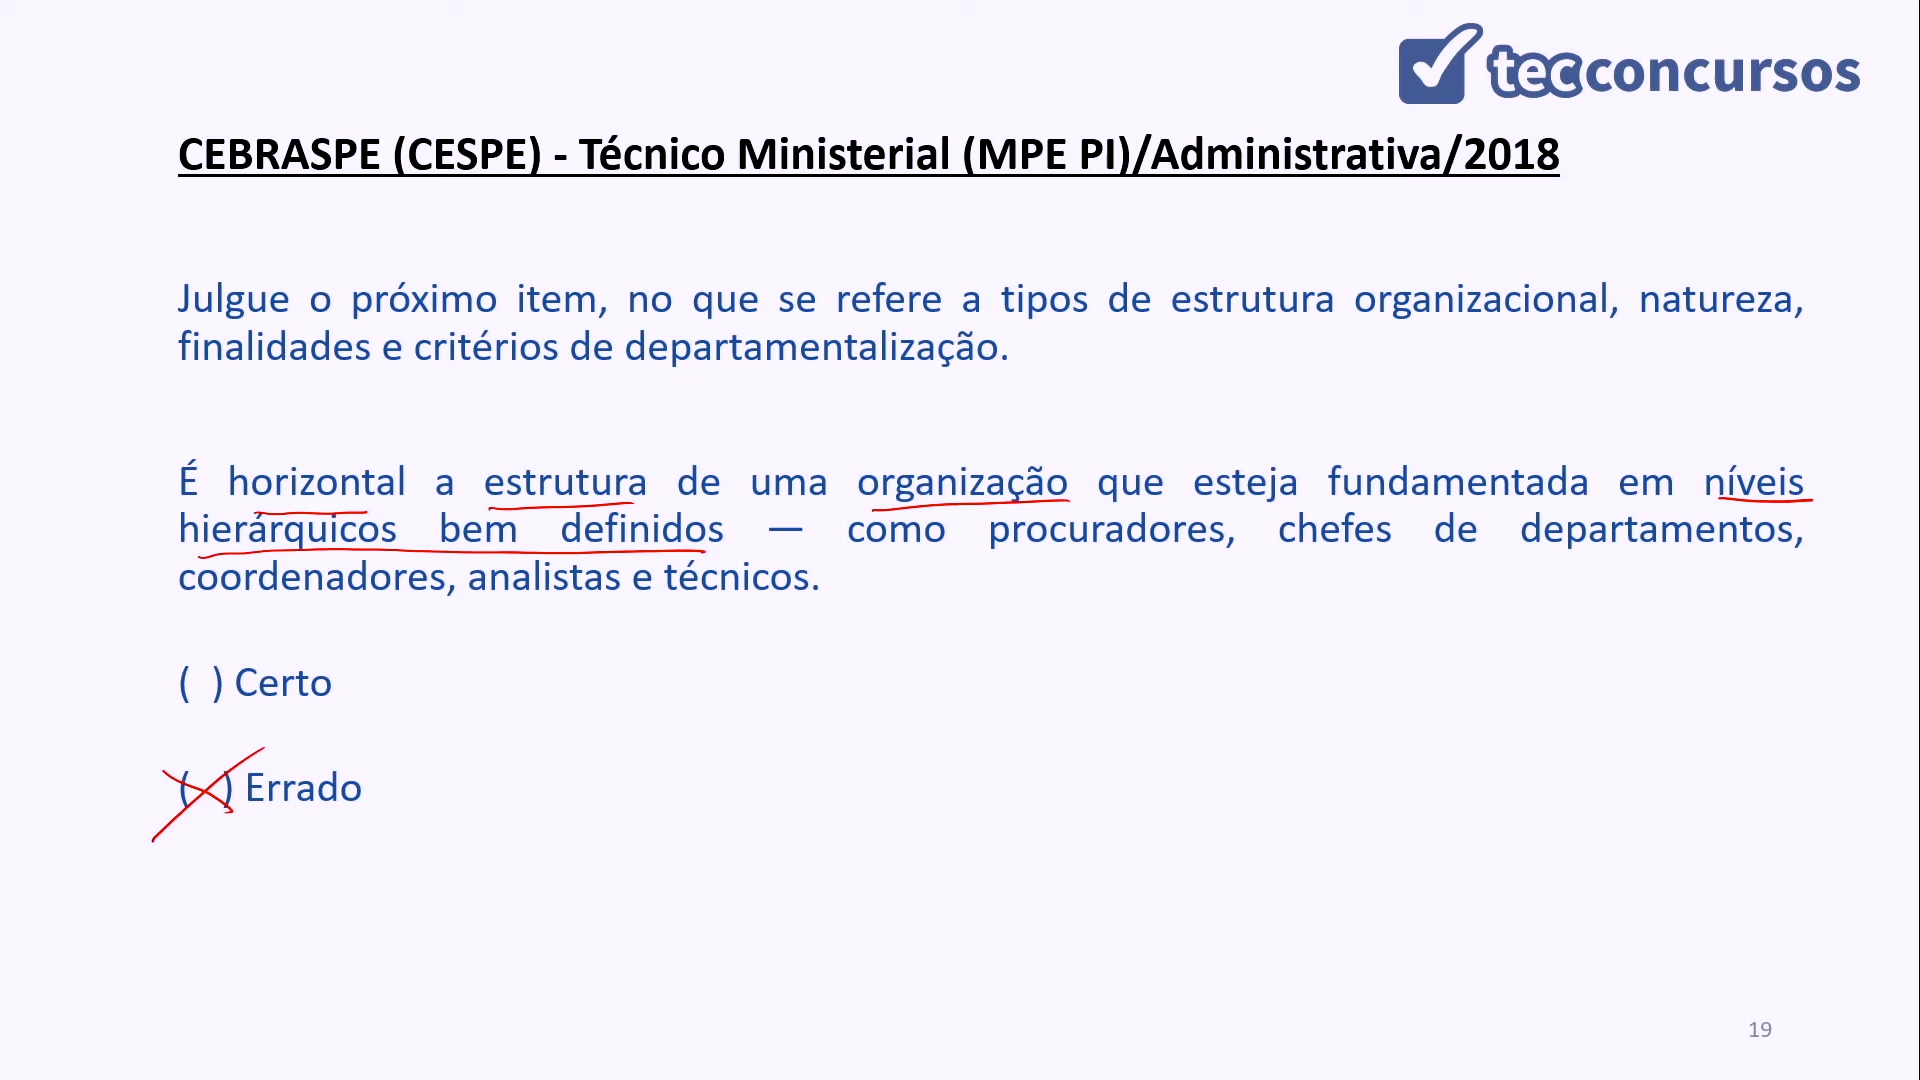 tecconcursos
CEBRASPE (CESPE) - Técnico Ministerial (MPE PI)/Administrativa/2018
Julgue o próximo item, no que se refere a tipos de estrutura organizacional, natureza,
finalidades e critérios de departamentalização.
É horizontal a estrutura de uma organização que esteja fundamentada em níveis
hierárquicos bem definidos — como procuradores, chefes de departamentos,
coordenadores, analistas e técnicos.
( ) Certo
( ) Errado
19